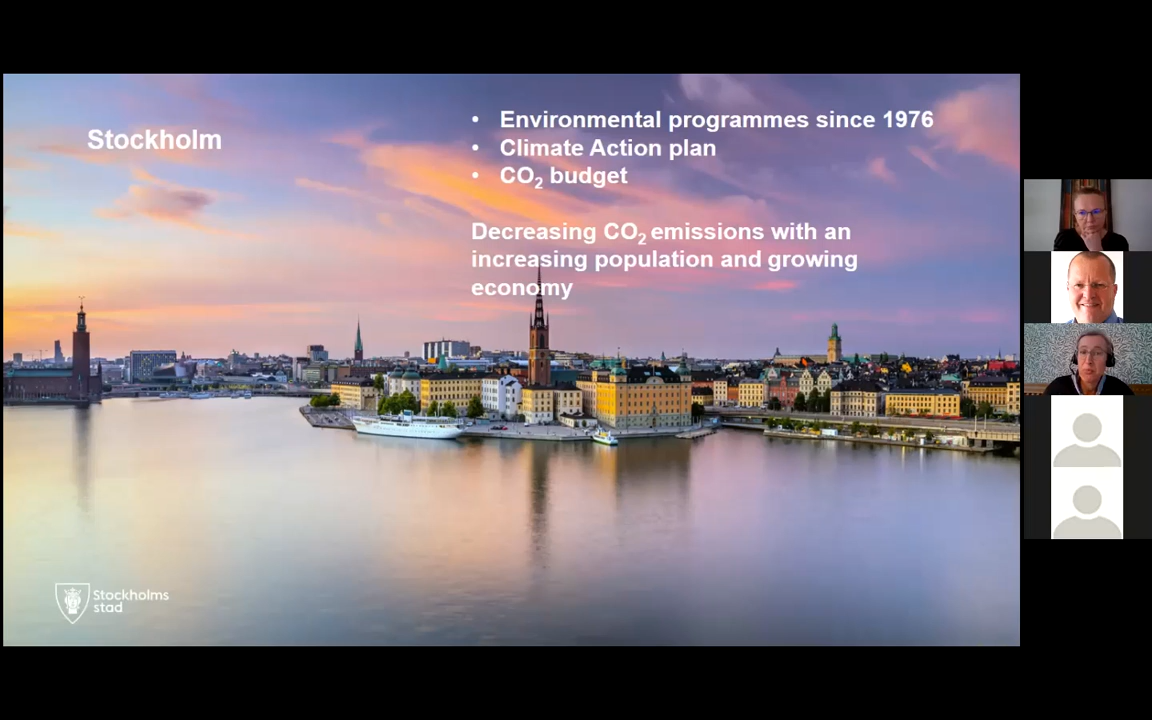 Stockholm
• Environmental programmes since 1976
• Climate Action plan
• CO₂ budget
Decreasing CO₂ emissions with an
increasing population and growing
economy
Stockholms
stad